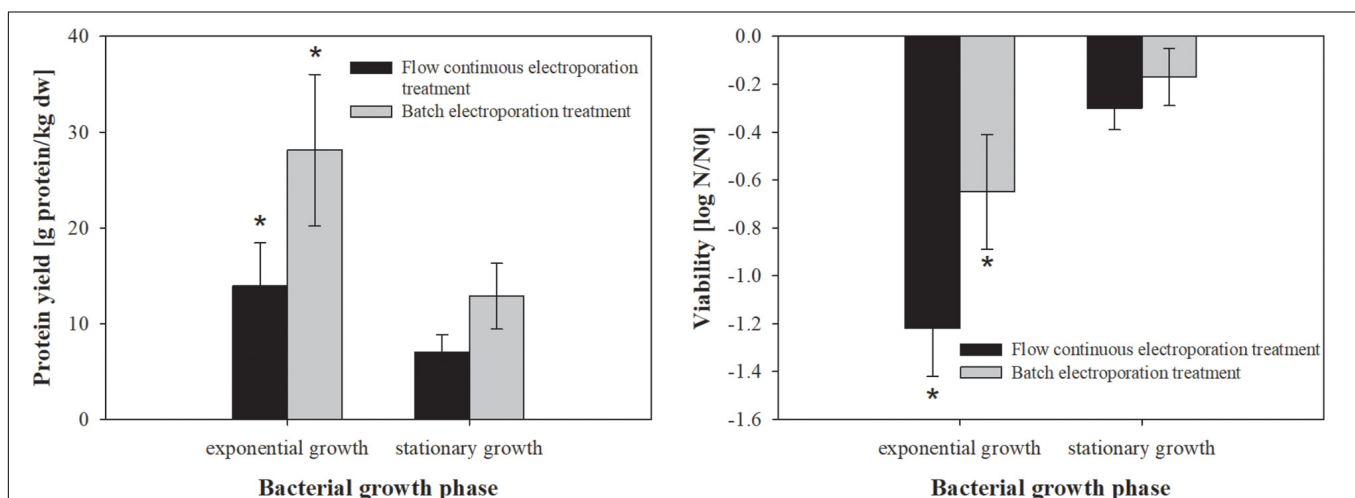 Protein yield [g protein/kg dw]
40
30
20
10
0
*
*
Flow continuous electroporation
treatment
Batch electroporation treatment
exponential growth
stationary growth
Bacterial growth phase
Viability [log N/N0]
0.0
-0.2
-0.4
-0.6
-0.8
-1.0
-1.2
-1.4
-1.6
*
*
Flow continuous electroporation treatment
Batch electroporation treatment
exponential growth
stationary growth
Bacterial growth phase